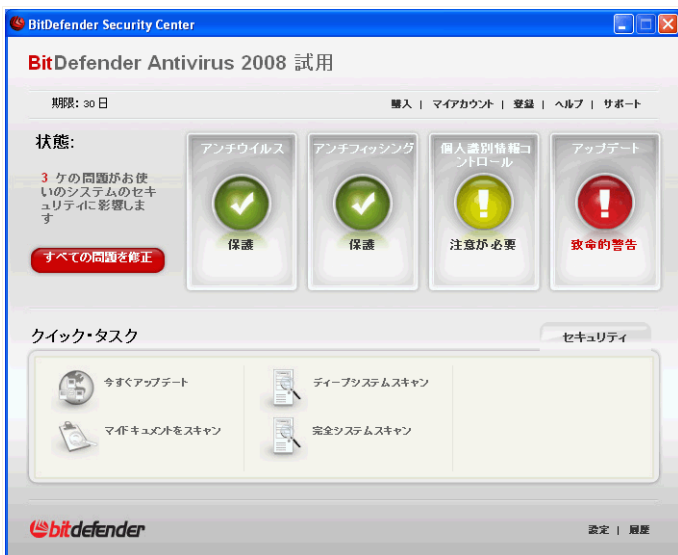 BitDefender Security Center
BitDefender Antivirus 2008 試用
期限: 30 日
購入 | マイアカウント | 登録 | ヘルプ | サポート
状態:
3 ケの問題がお使
いのシステムのセキ
ュリティに影響しま
す
すべての問題を修正
アンチウイルス
保護
アンチフィッシング
保護
個人識別情報コ
ントロール
注意が必要
アップデート
致命的警告
クイック・タスク
セキュリティ
今すぐアップデート
ディープシステムスキャン
マイドキュメントをスキャン
完全システムスキャン
bitdefender
設定 | 履歴